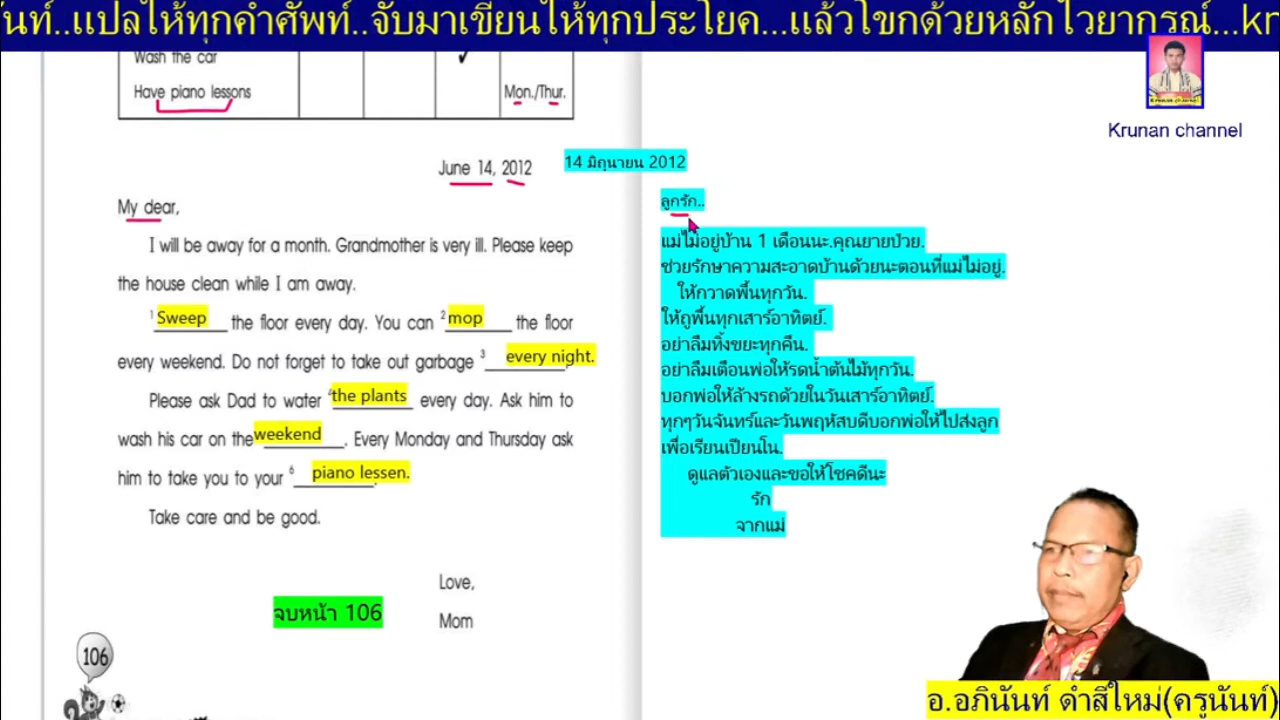 นท์..แปลให้ทุกคำศัพท์..จับมาเขียนให้ทุกประโยค...แล้วโขกด้วยหลักไวยากรณ์...kr
Wash the car ✓
Have piano lessons Mon./Thur.
Krunan channel
June 14, 2012
14 มิถุนายน 2012
My dear,
I will be away for a month. Grandmother is very ill. Please keep
the house clean while I am away.
1 Sweep the floor every day. You can 2 mop the floor
every weekend. Do not forget to take out garbage 3 every night.
Please ask Dad to water 4 the plants every day. Ask him to
wash his car on the weekend. Every Monday and Thursday ask
him to take you to your 6 piano lessen.
Take care and be good.
Love,
Mom
จบหน้า 106
106
ลูกรัก..
แม่ไม่อยู่บ้าน 1 เดือนนะ.คุณยายป่วย.
ช่วยรักษาความสะอาดบ้านด้วยนะตอนที่แม่ไม่อยู่.
ให้กวาดพื้นทุกวัน.
ให้ถูพื้นทุกเสาร์อาทิตย์.
อย่าลืมทิ้งขยะทุกคืน.
อย่าลืมเตือนพ่อให้รดน้ำต้นไม้ทุกวัน.
บอกพ่อให้ล้างรถด้วยในวันเสาร์อาทิตย์.
ทุกๆวันจันทร์และวันพฤหัสบดีบอกพ่อให้ไปส่งลูก
เพื่อเรียนเปียนโน.
ดูแลตัวเองและขอให้โชคดีนะ
รัก
จากแม่
อ.อภินันท์ ดำสีใหม่(ครูนันท์)